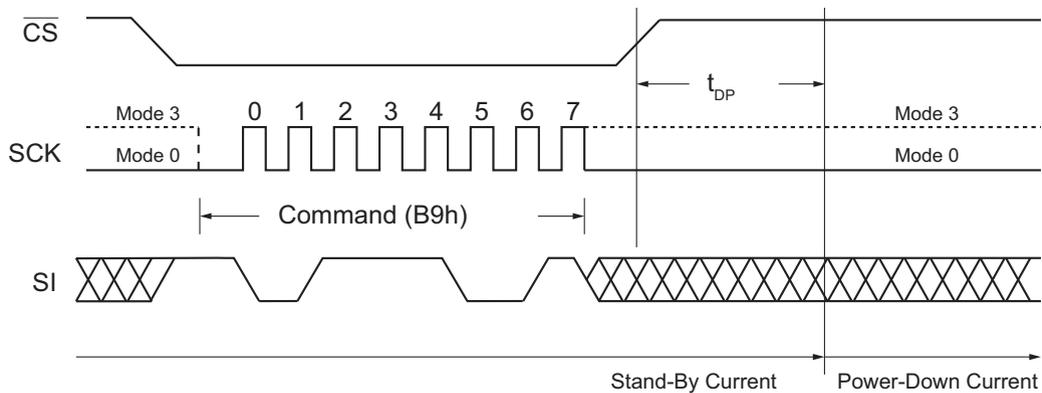 CS
t_DP
0 1 2 3 4 5 6 7
Mode 3 Mode 3
SCK
Mode 0 Mode 0
Command (B9h)
SI
Stand-By Current Power-Down Current